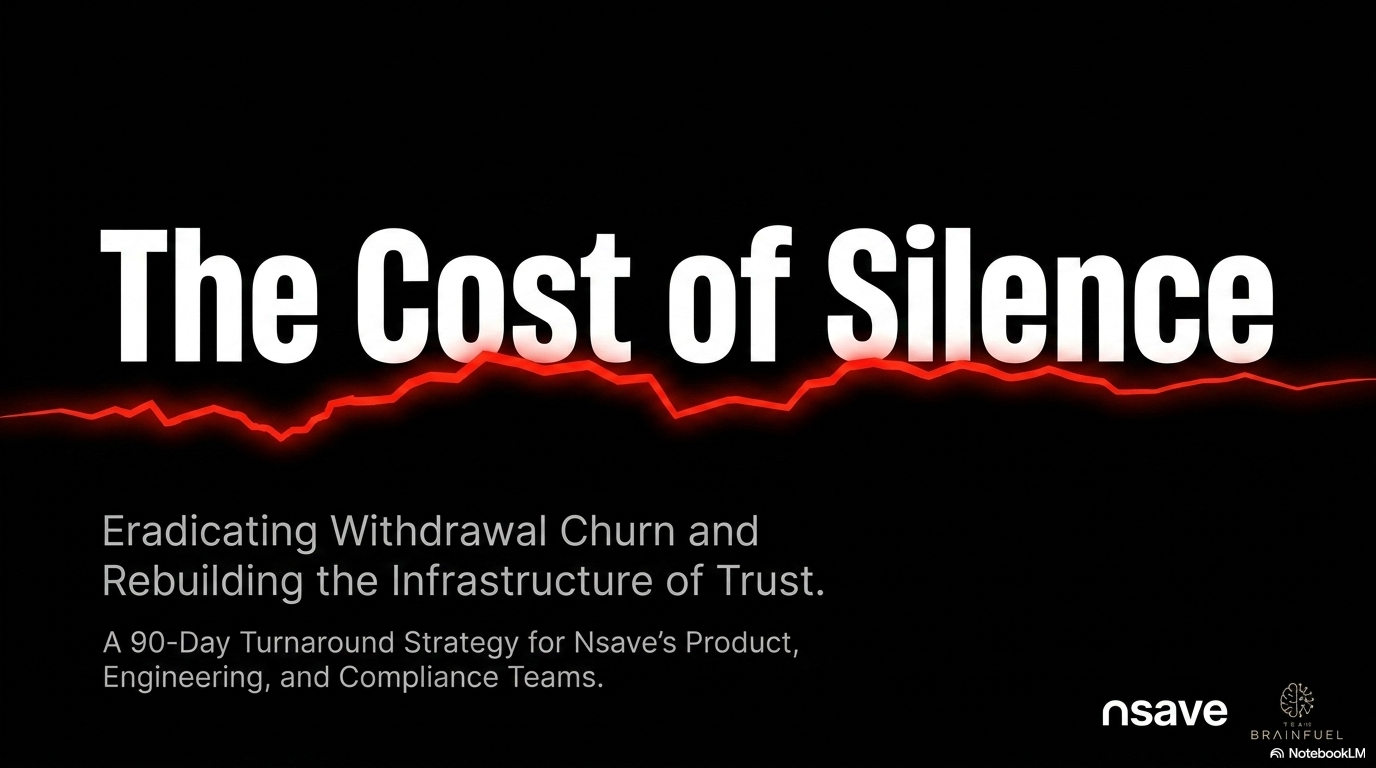 The Cost of Silence
Eradicating Withdrawal Churn and
Rebuilding the Infrastructure of Trust.
A 90-Day Turnaround Strategy for Nsave's Product,
Engineering, and Compliance Teams.
nsave
TEAM
BRAINFUEL
NotebookLM